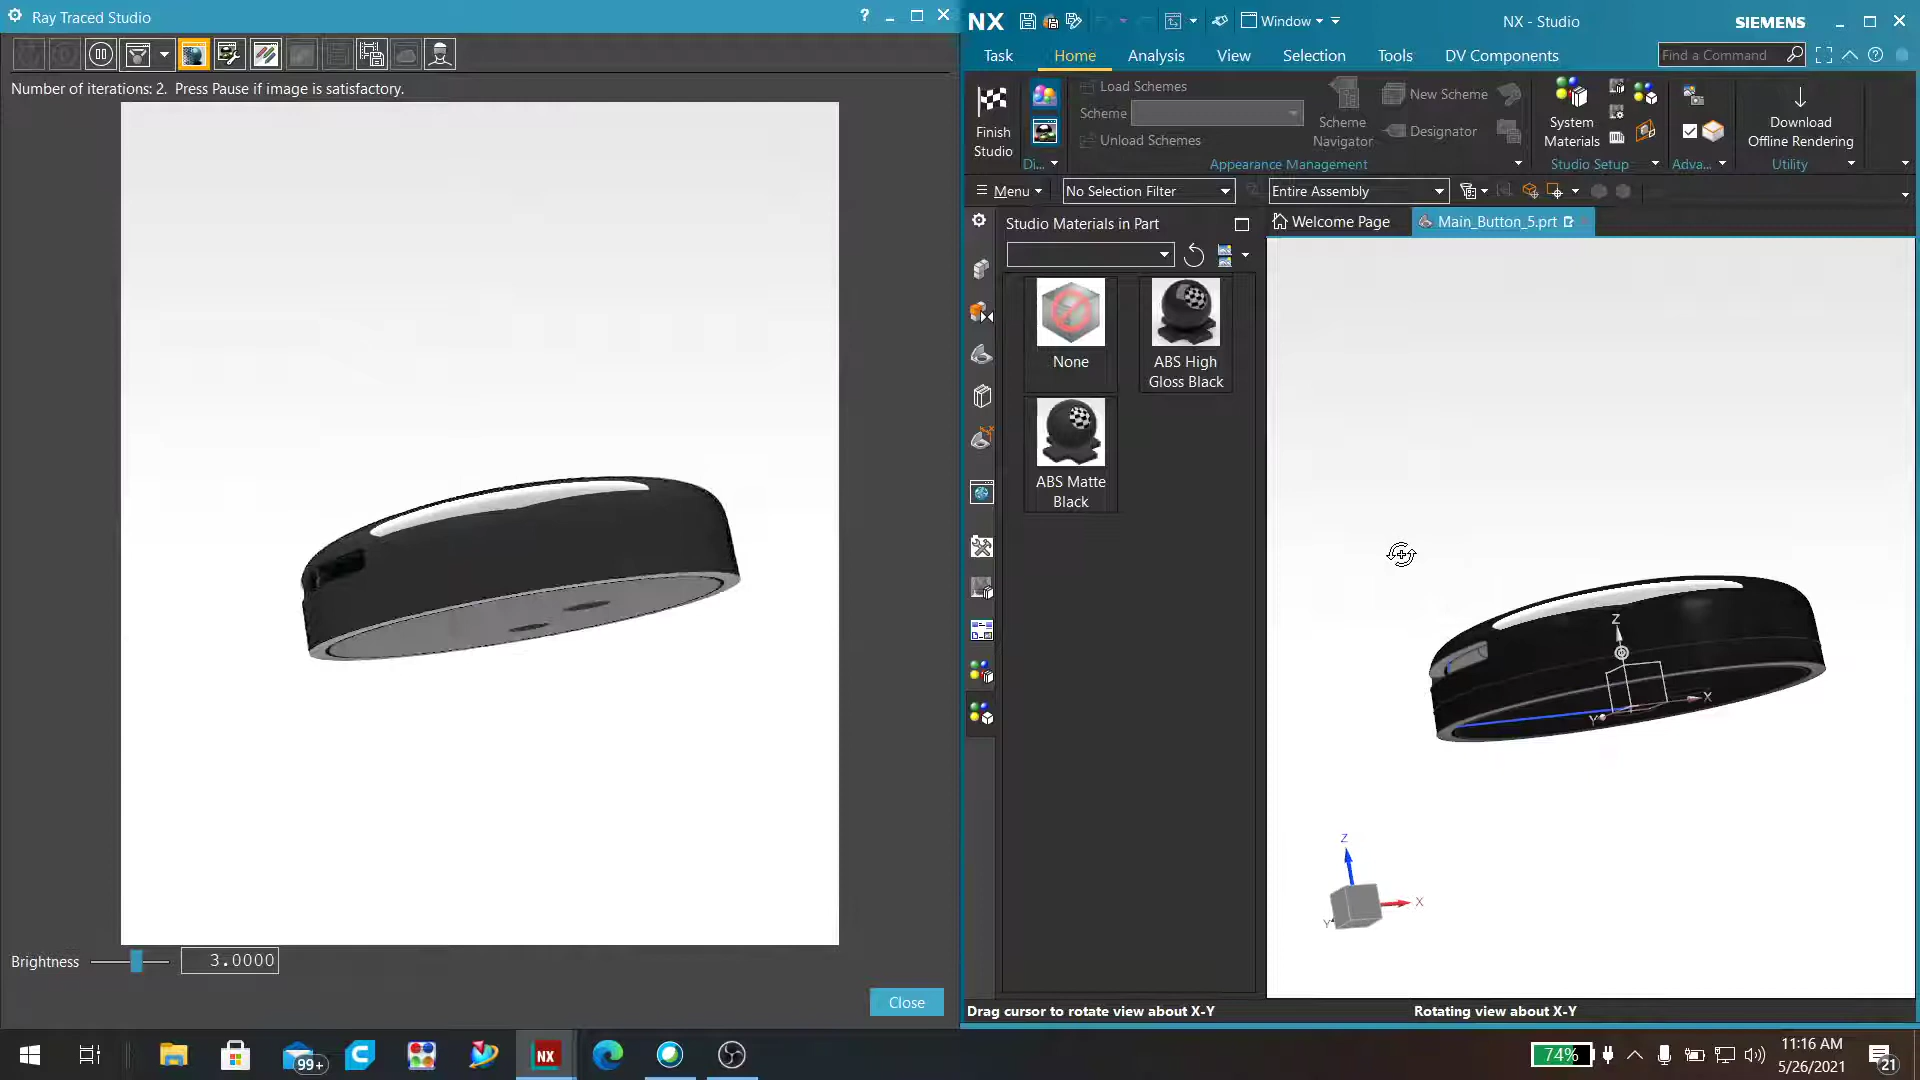 Ray Traced Studio
?
Number of iterations: 2.  Press Pause if image is satisfactory.
Brightness
3.0000
Close
NX
Window
NX - Studio
SIEMENS
Task
Home
Analysis
View
Selection
Tools
DV Components
Find a Command
Finish
Studio
Di...
Load Schemes
Scheme
Unload Schemes
Scheme
Navigator
New Scheme
Designator
Appearance Management
System
Materials
Studio Setup
Adva...
Download
Offline Rendering
Utility
Menu
No Selection Filter
Entire Assembly
Studio Materials in Part
None
ABS High
Gloss Black
ABS Matte
Black
Welcome Page
Main_Button_5.prt
Z
X
Y
Z
X
Y
Drag cursor to rotate view about X-Y
Rotating view about X-Y
99+
NX
74%
11:16 AM
5/26/2021
21